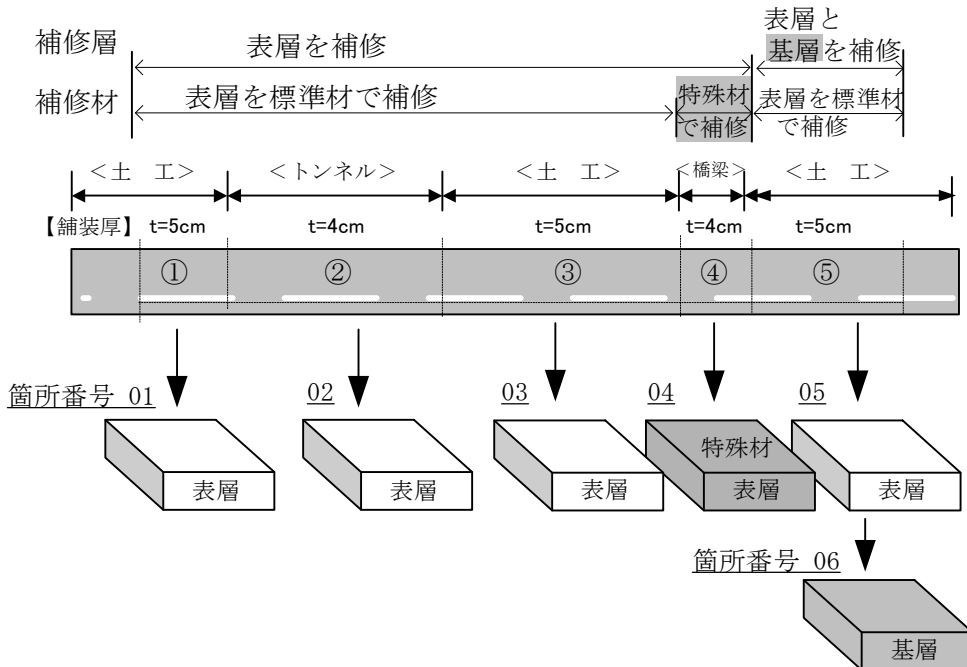 補修層
表層を補修
表層と
基層を補修
補修材
表層を標準材で補修
特殊材
で補修
表層を標準材
で補修
＜土　工＞
＜トンネル＞
＜土　工＞
＜橋梁＞
＜土　工＞
【舗装厚】 t=5cm
t=4cm
t=5cm
t=4cm
t=5cm
①
②
③
④
⑤
箇所番号 01
02
03
04
05
表層
表層
表層
特殊材
表層
表層
箇所番号 06
基層